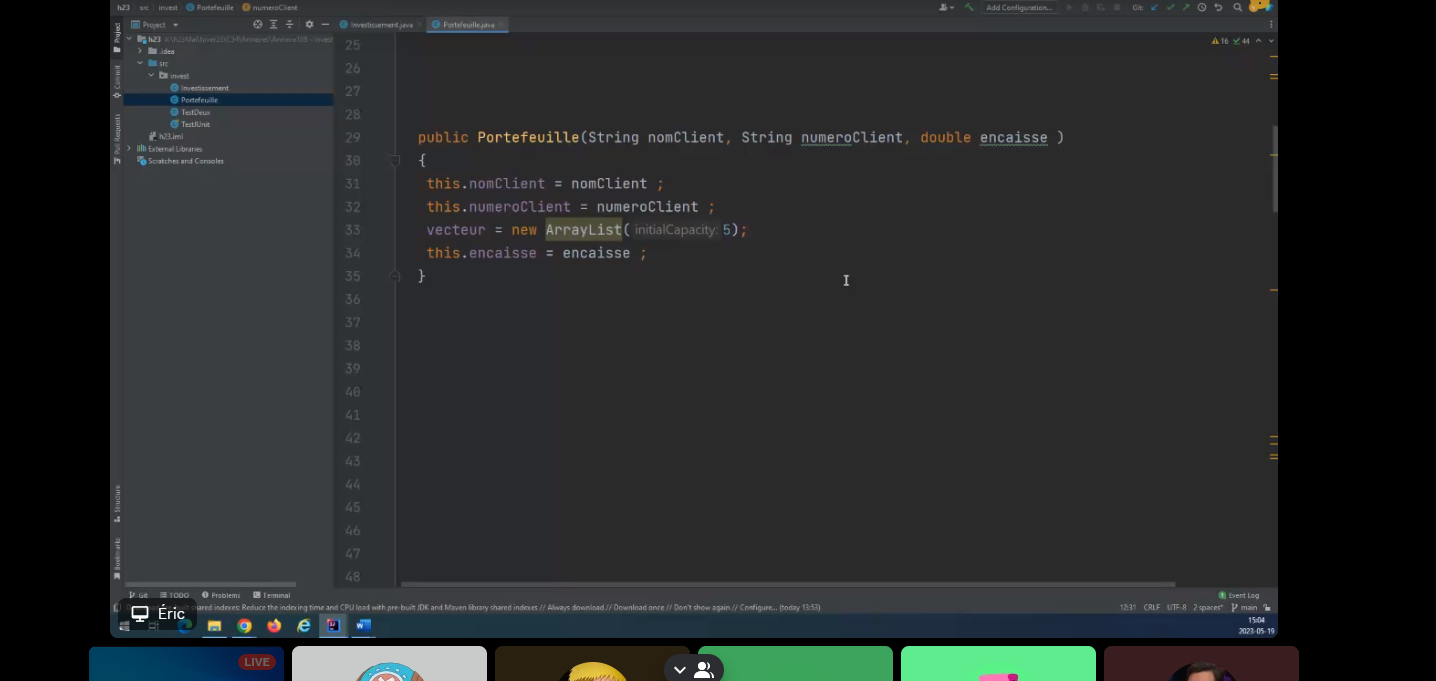 h23 src invest Portefeuille numeroClient
Add Configuration...
Git:
Project
Investissement.java
Portefeuille.java
h23
.idea
src
invest
Investissement
Portefeuille
TestDeux
TestJUnit
h23.iml
External Libraries
Scratches and Consoles
Project
Commit
Pull Requests
Structure
Bookmarks
16 44
25
26
27
28
29 public Portefeuille(String nomClient, String numeroClient, double encaisse )
30 {
31 this.nomClient = nomClient ;
32 this.numeroClient = numeroClient ;
33 vecteur = new ArrayList( initialCapacity: 5);
34 this.encaisse = encaisse ;
35 }
36
37
38
39
40
41
42
43
44
45
46
47
48
Git TODO Problems Terminal
Event Log
shared indexes: Reduce the indexing time and CPU load with pre-built JDK and Maven library shared indexes // Always download // Download once // Don't show again // Configure... (today 13:53)
12:31 CRLF UTF-8 2 spaces* main
Éric
15:04
2023-05-19
LIVE